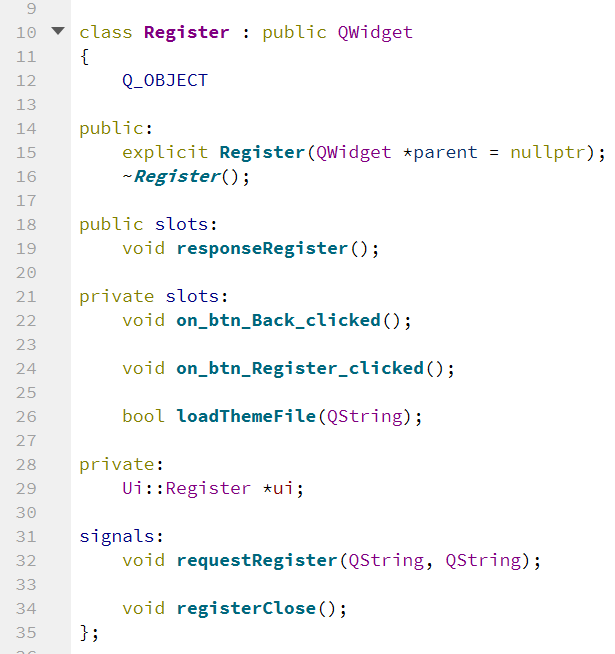 9
10 class Register : public QWidget
11 {
12     Q_OBJECT
13
14 public:
15     explicit Register(QWidget *parent = nullptr);
16     ~Register();
17
18 public slots:
19     void responseRegister();
20
21 private slots:
22     void on_btn_Back_clicked();
23
24     void on_btn_Register_clicked();
25
26     bool loadThemeFile(QString);
27
28 private:
29     Ui::Register *ui;
30
31 signals:
32     void requestRegister(QString, QString);
33
34     void registerClose();
35 };